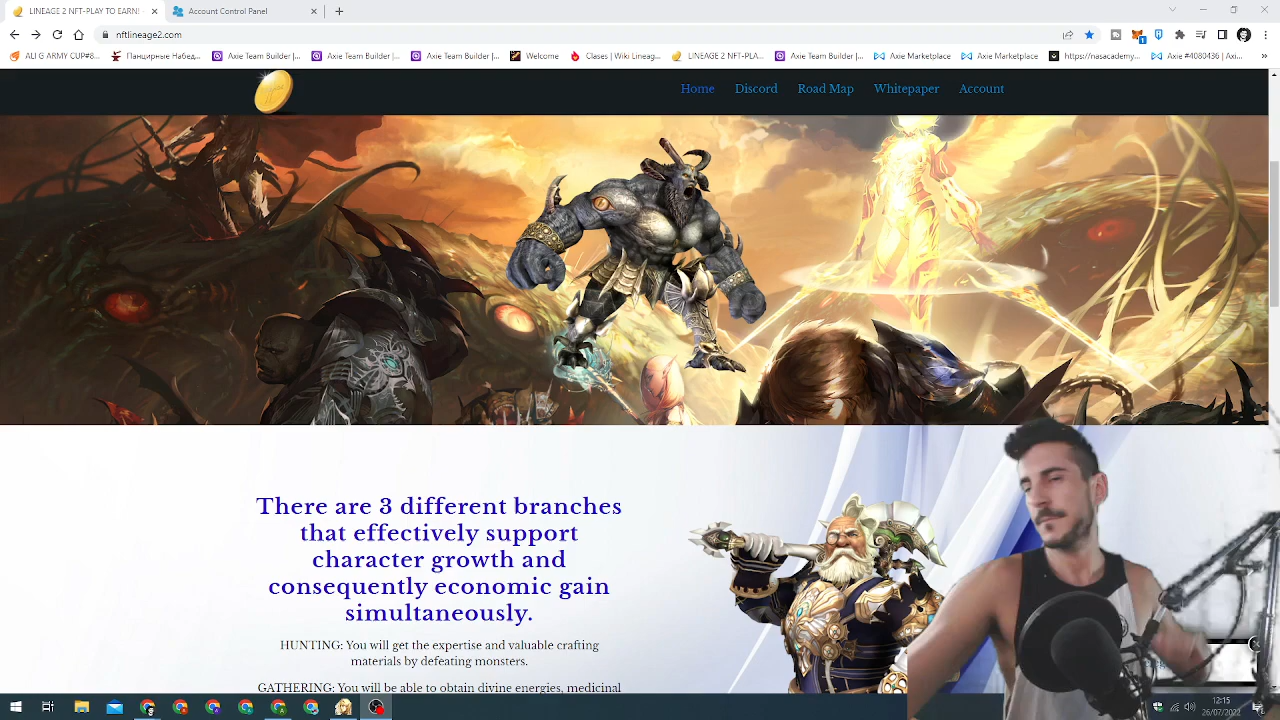 LINEAGE 2 NFT-PLAY TO EARN!
Account Control Panel
nftlineage2.com
ALI G ARMY CUP#8...
Панцирные Набед...
Axie Team Builder |...
Axie Team Builder |...
Axie Team Builder |...
Welcome
Clases | Wiki Lineag...
LINEAGE 2 NFT-PL...
Axie Team Builder |...
Axie Marketplace
Axie Marketplace
https://nasacademy...
Axie #4080436 | Axi...
Home
Discord
Road Map
Whitepaper
Account
There are 3 different branches
that effectively support
character growth and
consequently economic gain
simultaneously.
HUNTING: You will get the expertise and valuable crafting
materials by defeating monsters.
GATHERING: You will be able to obtain divine energies, medicinal
12:15
26/07/2022